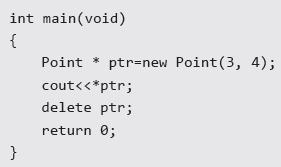 int main(void)
{
    Point * ptr=new Point(3, 4);
    cout<<*ptr;
    delete ptr;
    return 0;
}